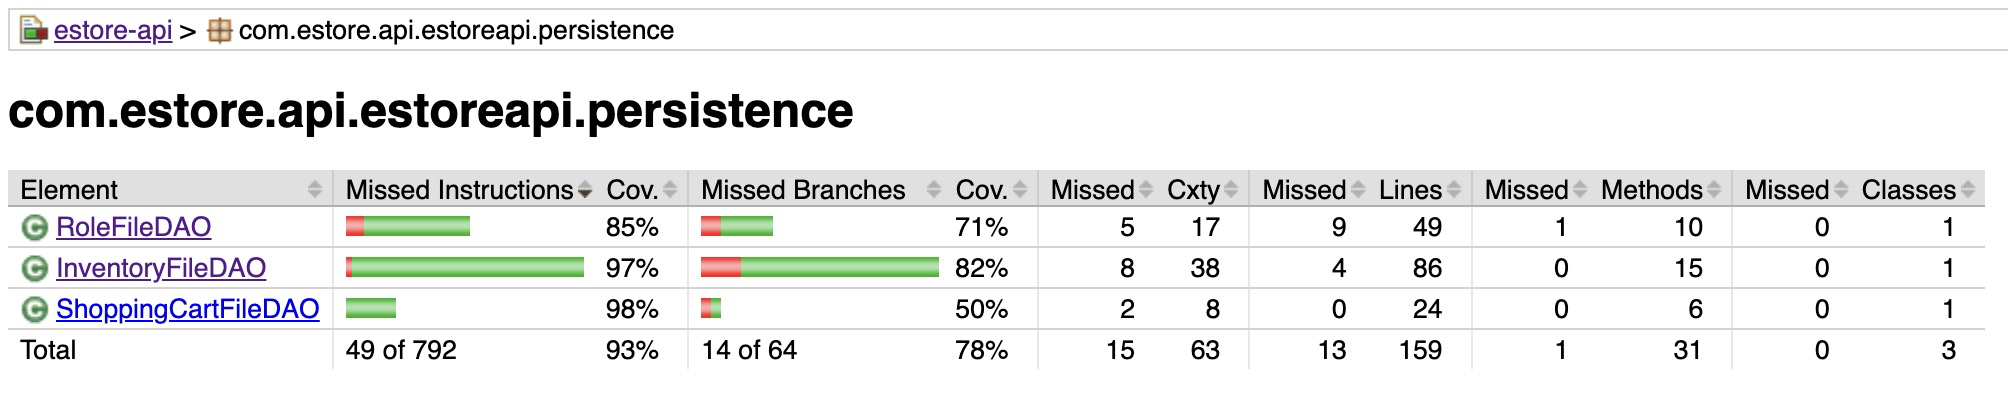 estore-api > com.estore.api.estoreapi.persistence
com.estore.api.estoreapi.persistence
Element Missed Instructions Cov. Missed Branches Cov. Missed Cxty Missed Lines Missed Methods Missed Classes
C RoleFileDAO 85% 71% 5 17 9 49 1 10 0 1
C InventoryFileDAO 97% 82% 8 38 4 86 0 15 0 1
C ShoppingCartFileDAO 98% 50% 2 8 0 24 0 6 0 1
Total 49 of 792 93% 14 of 64 78% 15 63 13 159 1 31 0 3